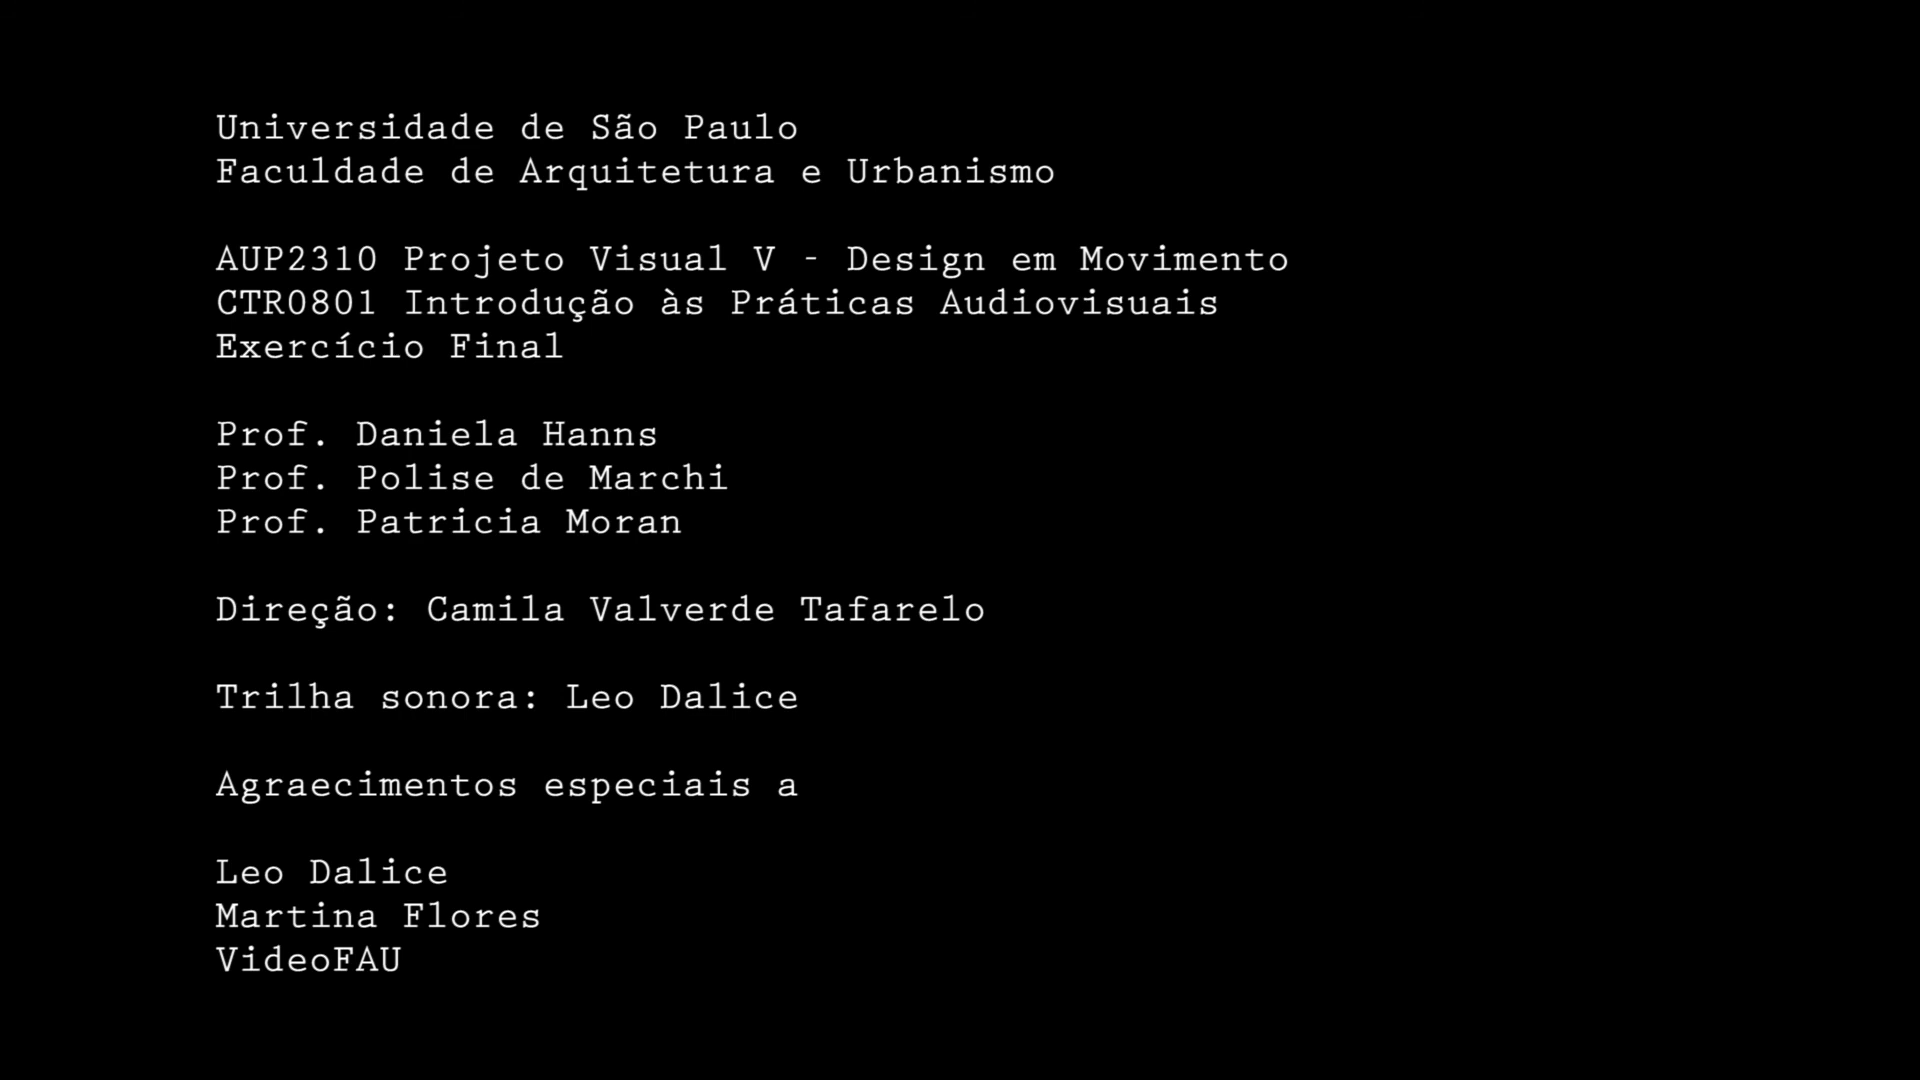 Universidade de São Paulo
Faculdade de Arquitetura e Urbanismo
AUP2310 Projeto Visual V - Design em Movimento
CTR0801 Introdução às Práticas Audiovisuais
Exercício Final
Prof. Daniela Hanns
Prof. Polise de Marchi
Prof. Patricia Moran
Direção: Camila Valverde Tafarelo
Trilha sonora: Leo Dalice
Agraecimentos especiais a
Leo Dalice
Martina Flores
VideoFAU